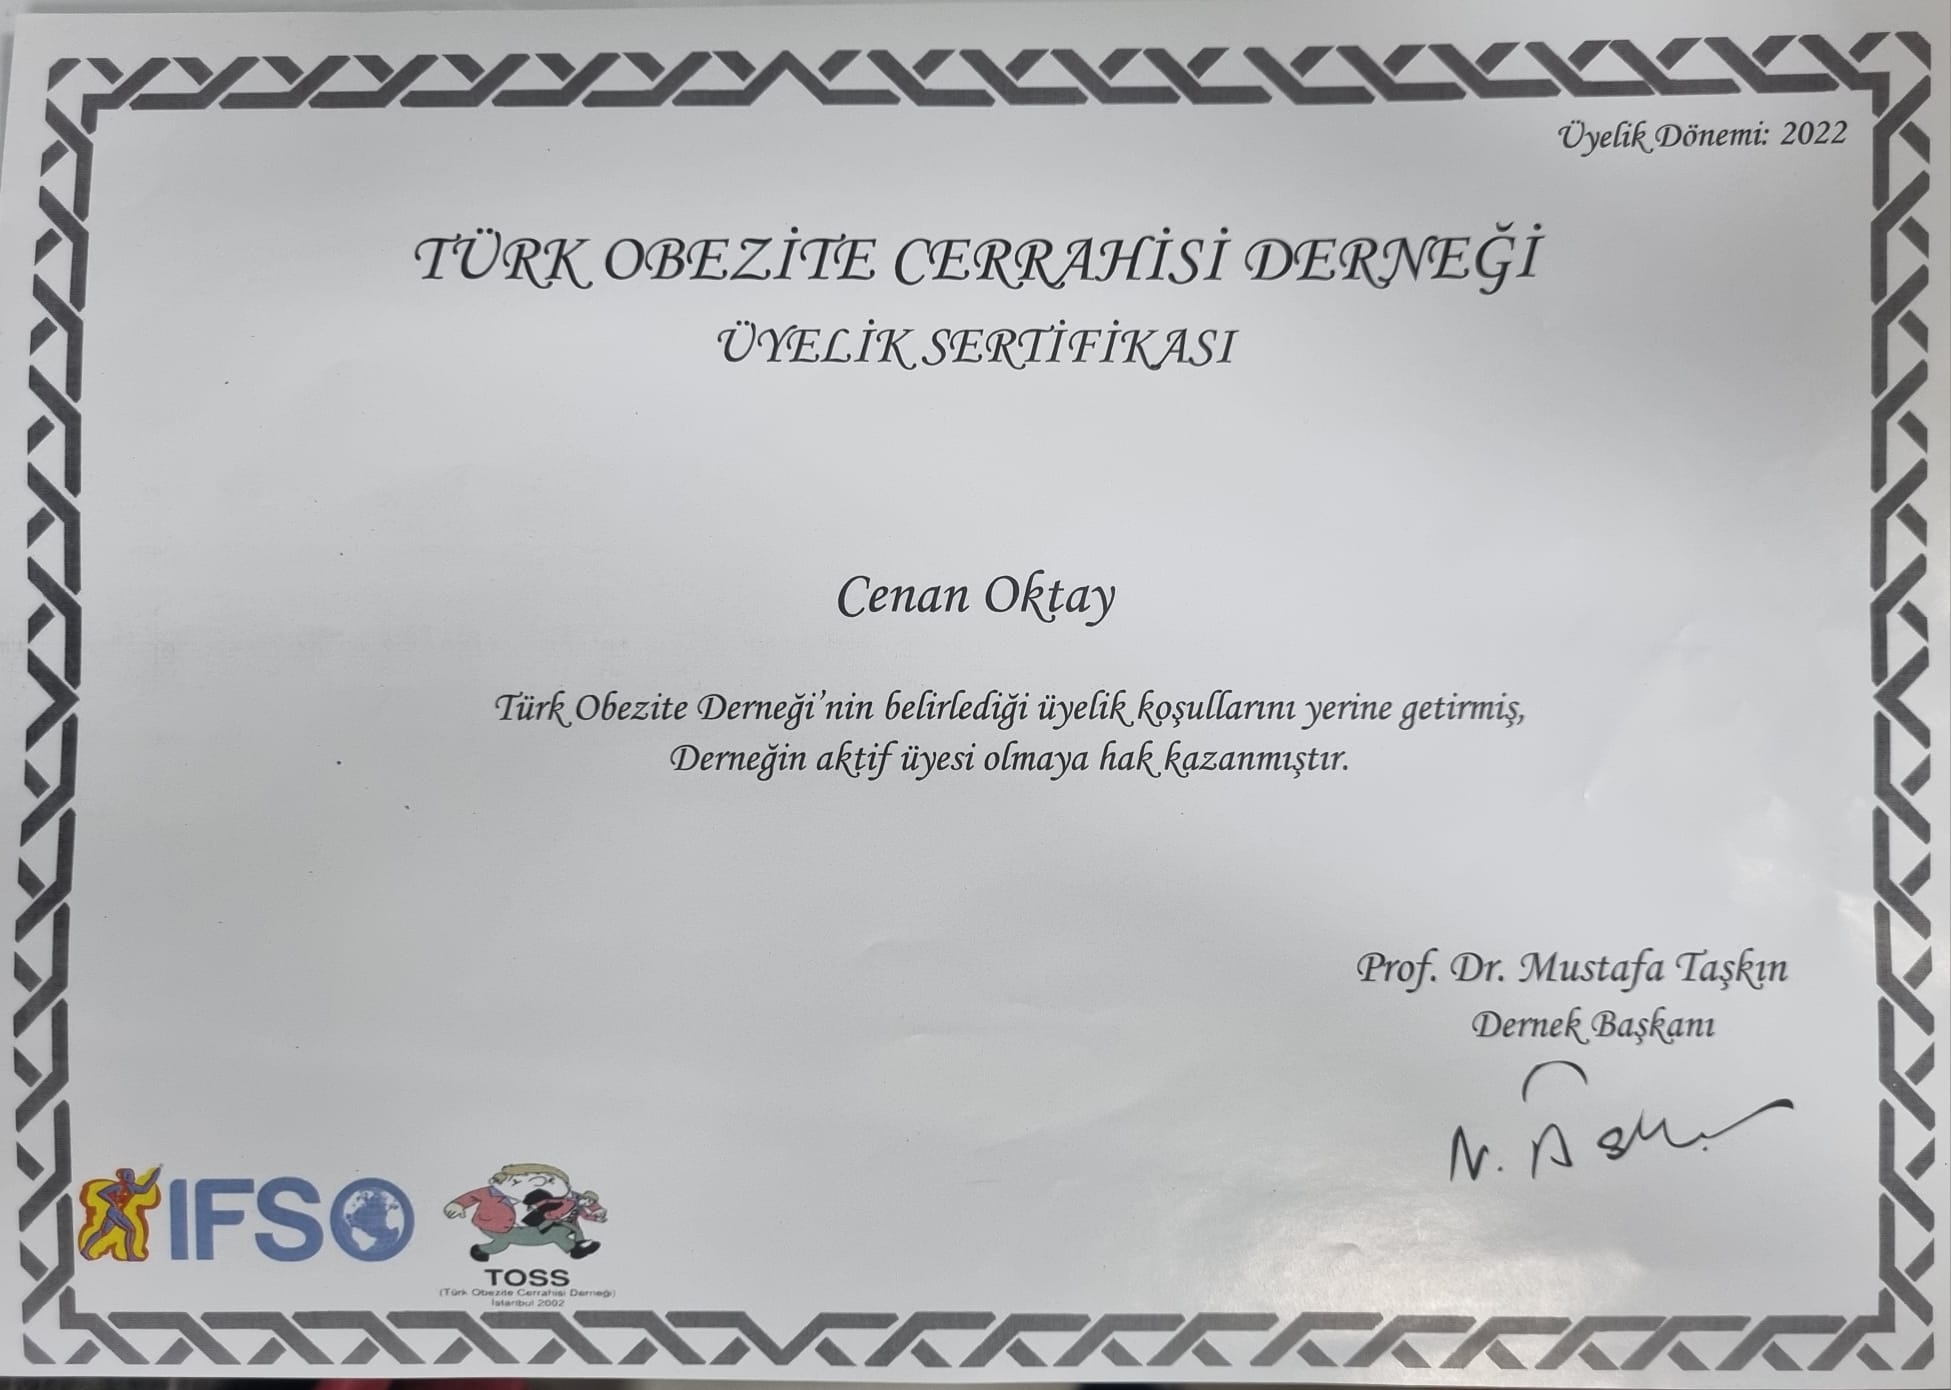 Üyelik Dönemi: 2022
TÜRK OBEZİTE CERRAHİSİ DERNEĞİ
ÜYELİK SERTİFİKASI
Cenan Oktay
Türk Obezite Derneği’nin belirlediği üyelik koşullarını yerine getirmiş,
Derneğin aktif üyesi olmaya hak kazanmıştır.
Prof. Dr. Mustafa Taşkın
Dernek Başkanı
IFSO
TOSS
(Türk Obezite Cerrahisi Derneği)
İstanbul 2002